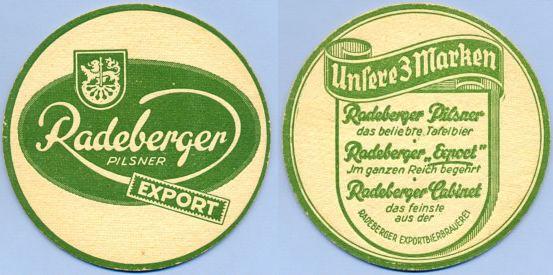 Radeberger
PILSNER
EXPORT
Unsere 3 Marken
Radeberger Pilsner
das beliebte Tafelbier
Radeberger „Export"
Im ganzen Reich begehrt
Radeberger Cabinet
das feinste
aus der
RADEBERGER EXPORTBIERBRAUEREI